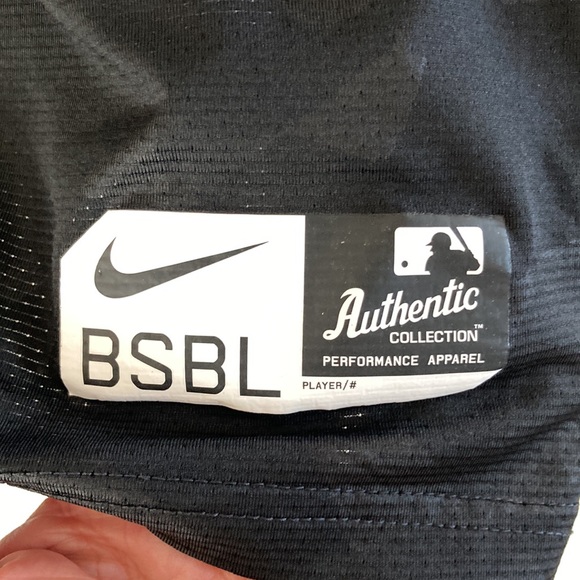 BSBL
Authentic
COLLECTION™
PERFORMANCE APPAREL
PLAYER/#